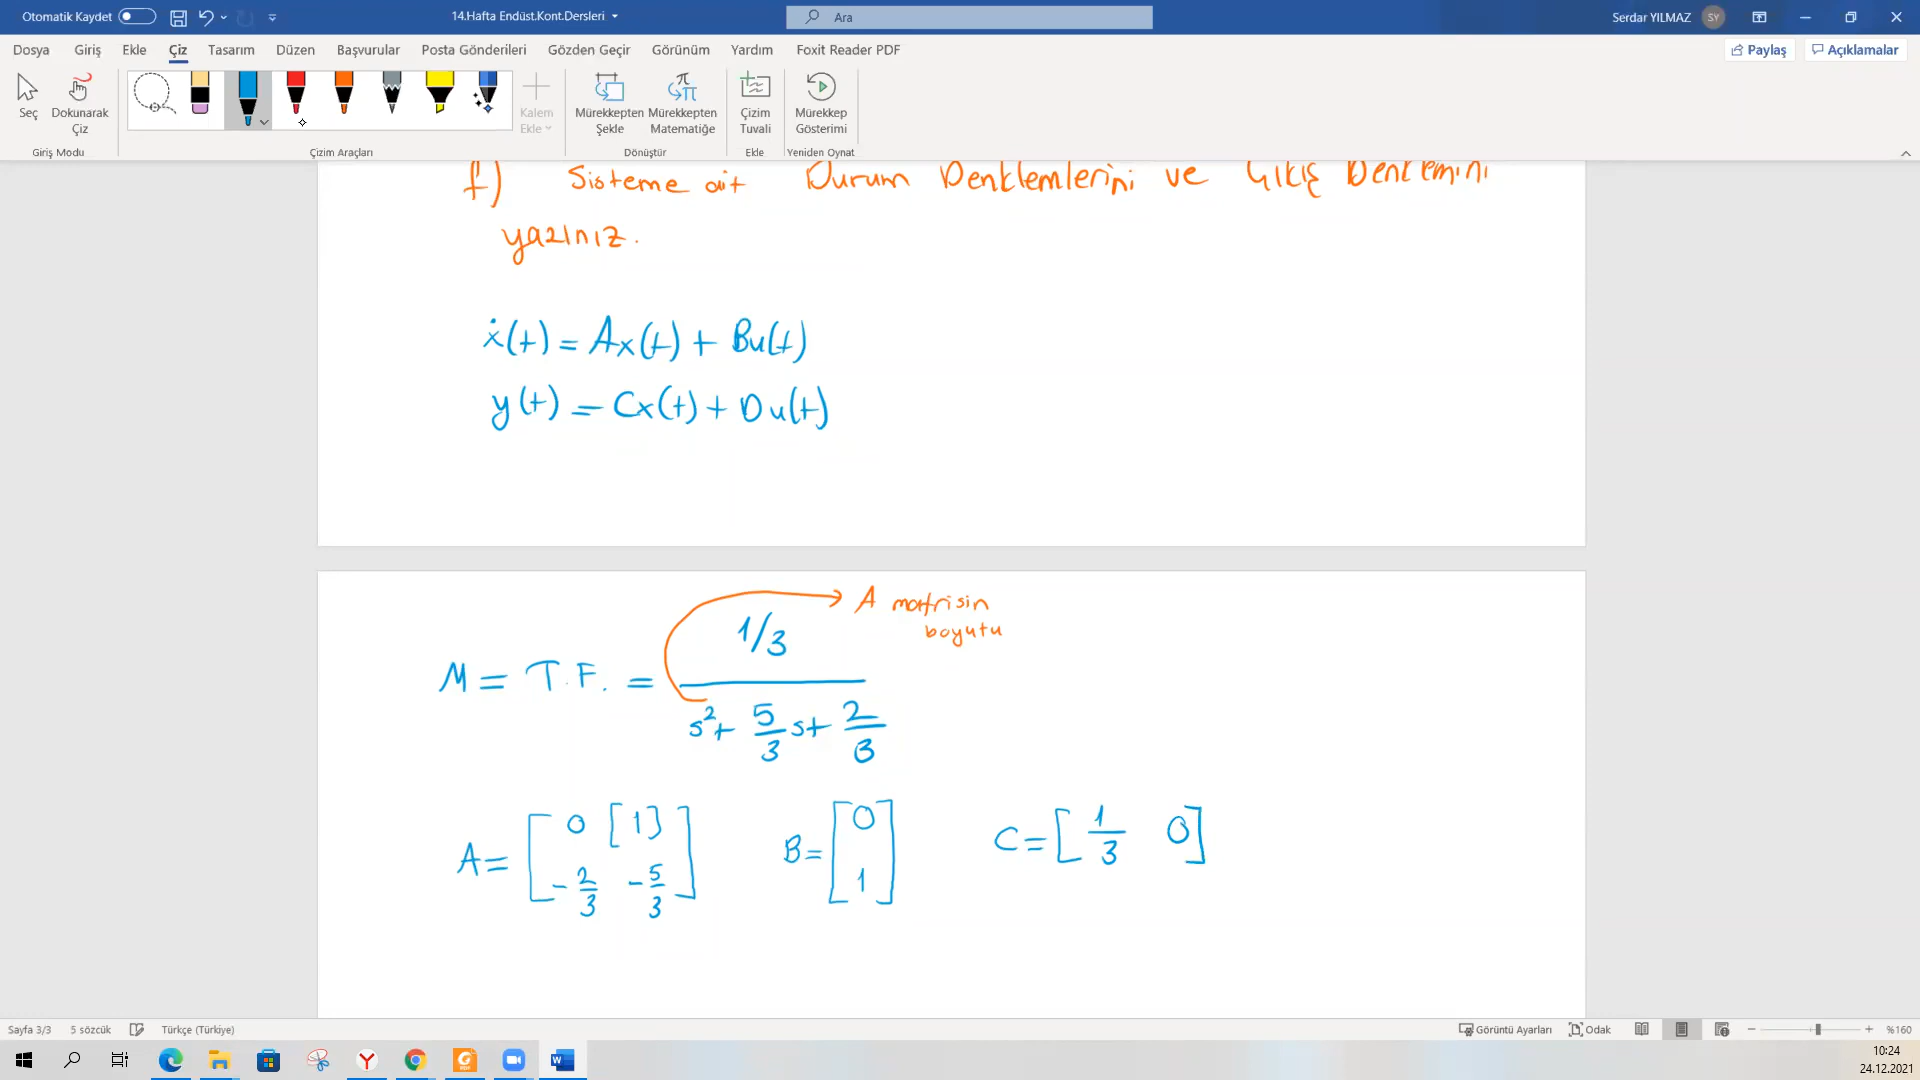 Otomatik Kaydet
14.Hafta Endüst.Kont.Dersleri
Ara
Serdar YILMAZ
SY
Dosya Giriş Ekle Çiz Tasarım Düzen Başvurular Posta Gönderileri Gözden Geçir Görünüm Yardım Foxit Reader PDF
Paylaş Açıklamalar
Seç
Dokunarak Çiz
Kalem Ekle
Mürekkepten Şekle
Mürekkepten Matematiğe
Çizim Tuvali
Mürekkep Gösterimi
Giriş Modu Çizim Araçları Dönüştür Ekle Yeniden Oynat
f) Sisteme ait Durum Denklemlerini ve Çıkış Denklemini
yazınız.
ẋ(t) = Ax(t) + Bu(t)
y(t) = Cx(t) + Du(t)
A matrisin
boyutu
M = T.F. = 1/3 / s² + 5/3 s + 2/3
A = [0 [1] ; -2/3 -5/3] B = [0 ; 1] C = [1/3 0]
Sayfa 3/3 5 sözcük Türkçe (Türkiye) Görüntü Ayarları Odak %160
10:24
24.12.2021